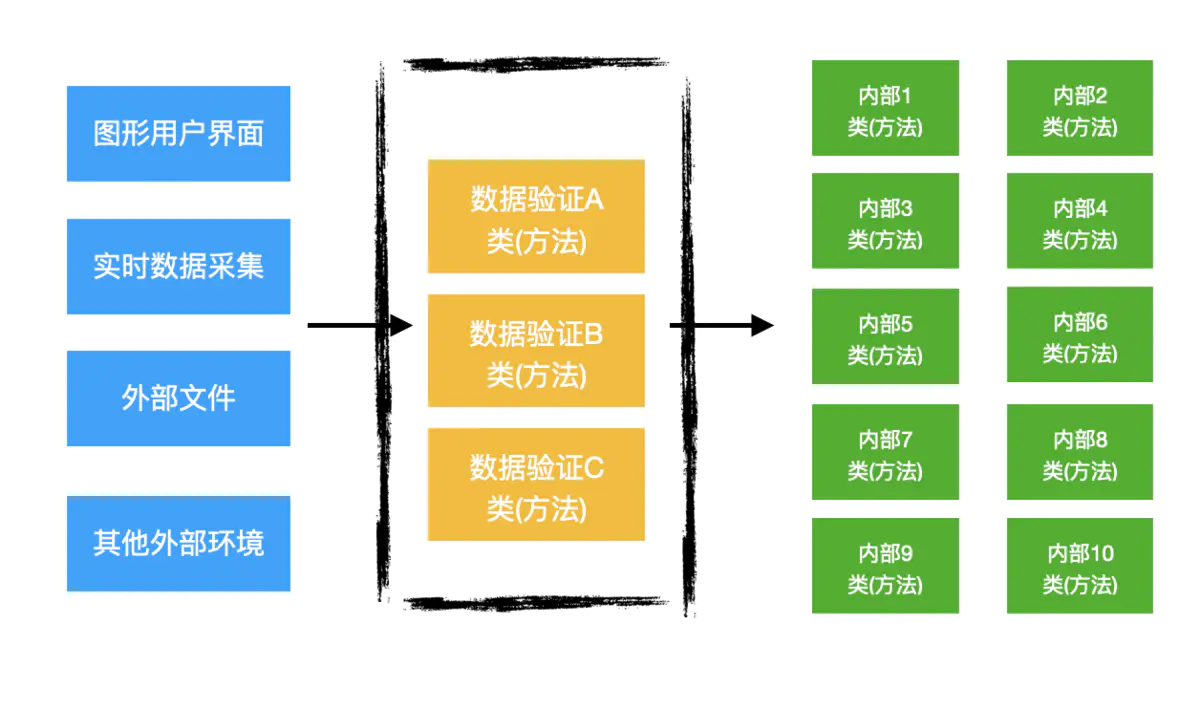 图形用户界面
实时数据采集
外部文件
其他外部环境
数据验证A
类(方法)
数据验证B
类(方法)
数据验证C
类(方法)
内部1
类(方法)
内部2
类(方法)
内部3
类(方法)
内部4
类(方法)
内部5
类(方法)
内部6
类(方法)
内部7
类(方法)
内部8
类(方法)
内部9
类(方法)
内部10
类(方法)